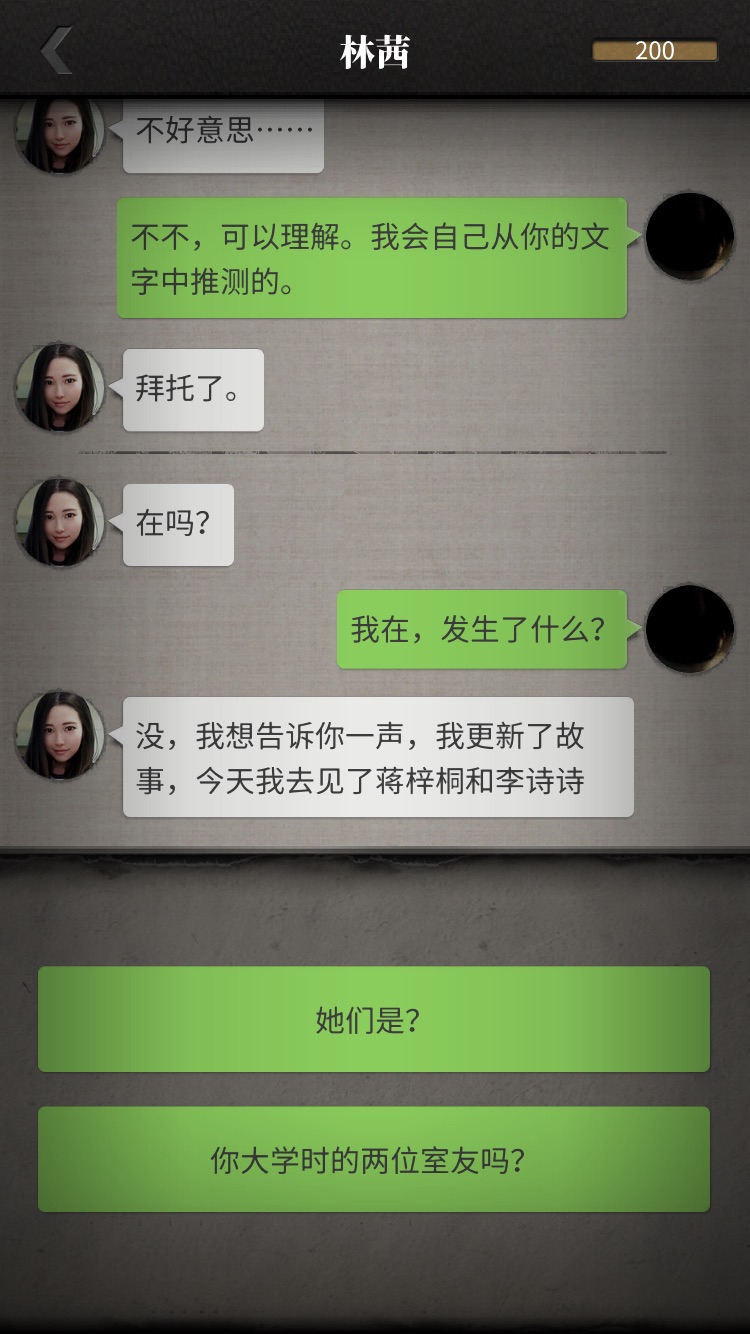 林茜
200
不好意思……
不不，可以理解。我会自己从你的文
字中推测的。
拜托了。
在吗？
我在，发生了什么？
没，我想告诉你一声，我更新了故
事，今天我去见了蒋梓桐和李诗诗
她们是？
你大学时的两位室友吗？